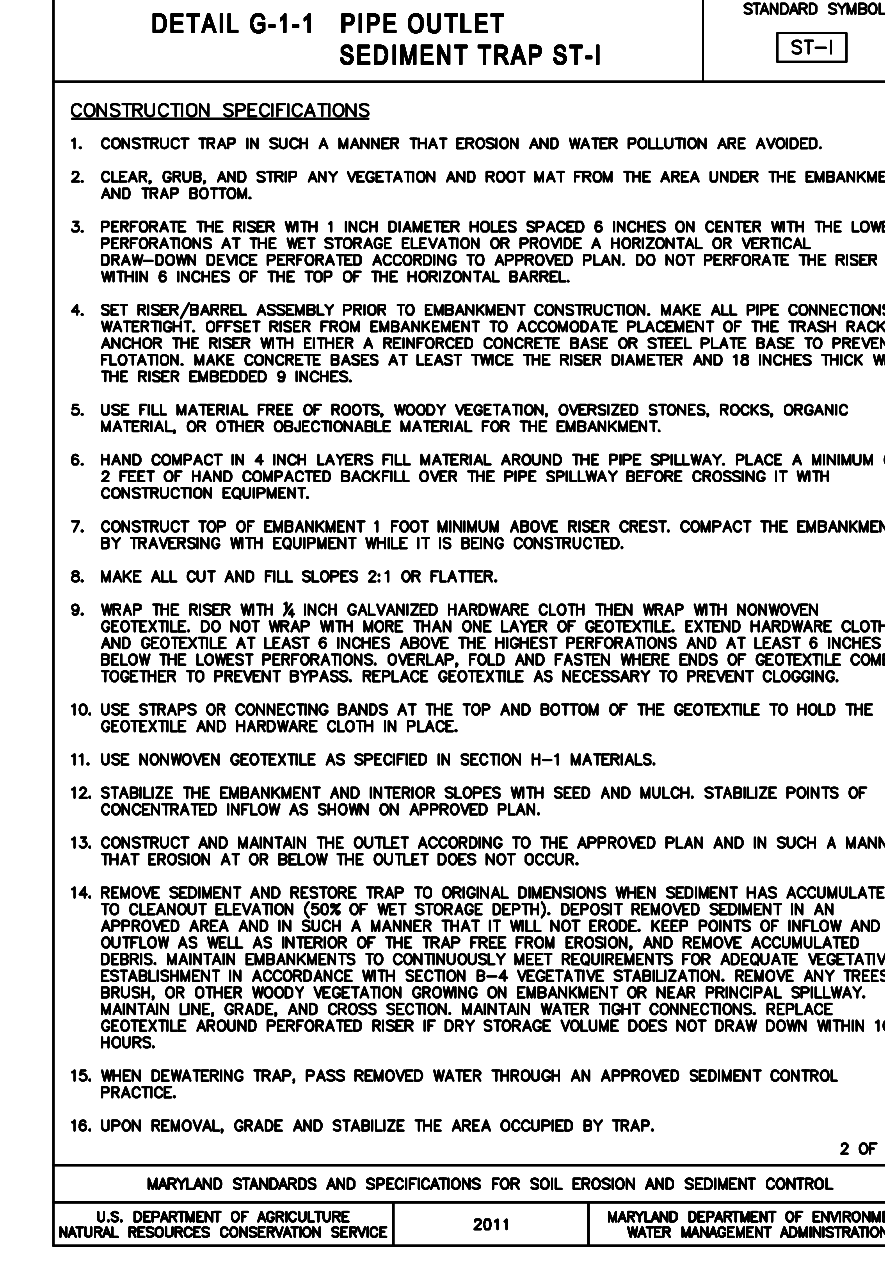 DETAIL G-1-1 PIPE OUTLET
SEDIMENT TRAP ST-I
STANDARD SYMBOL
ST-I
CONSTRUCTION SPECIFICATIONS
1. CONSTRUCT TRAP IN SUCH A MANNER THAT EROSION AND WATER POLLUTION ARE AVOIDED.
2. CLEAR, GRUB, AND STRIP ANY VEGETATION AND ROOT MAT FROM THE AREA UNDER THE
AND TRAP BOTTOM.
3. PERFORATE THE RISER WITH 1 INCH DIAMETER HOLES SPACED 6 INCHES ON CENTER WITH THE
PERFORATIONS AT THE WET STORAGE ELEVATION OR PROVIDE A HORIZONTAL OR VERTICAL
DRAW-DOWN DEVICE PERFORATED ACCORDING TO APPROVED PLAN. DO NOT PERFORATE THE RISER
WITHIN 6 INCHES OF THE TOP OF THE HORIZONTAL BARREL.
4. SET RISER/BARREL ASSEMBLY PRIOR TO EMBANKMENT CONSTRUCTION. MAKE ALL PIPE CONNECTIONS
WATERTIGHT. OFFSET RISER FROM EMBANKEMENT TO ACCOMODATE PLACEMENT OF THE TRASH RACK
ANCHOR THE RISER WITH EITHER A REINFORCED CONCRETE BASE OR STEEL PLATE BASE TO
FLOTATION. MAKE CONCRETE BASES AT LEAST TWICE THE RISER DIAMETER AND 18 INCHES THICK
THE RISER EMBEDDED 9 INCHES.
5. USE FILL MATERIAL FREE OF ROOTS, WOODY VEGETATION, OVERSIZED STONES, ROCKS, ORGANIC
MATERIAL, OR OTHER OBJECTIONABLE MATERIAL FOR THE EMBANKMENT.
6. HAND COMPACT IN 4 INCH LAYERS FILL MATERIAL AROUND THE PIPE SPILLWAY. PLACE A MINIMUM
2 FEET OF HAND COMPACTED BACKFILL OVER THE PIPE SPILLWAY BEFORE CROSSING IT WITH
CONSTRUCTION EQUIPMENT.
7. CONSTRUCT TOP OF EMBANKMENT 1 FOOT MINIMUM ABOVE RISER CREST. COMPACT THE
BY TRAVERSING WITH EQUIPMENT WHILE IT IS BEING CONSTRUCTED.
8. MAKE ALL CUT AND FILL SLOPES 2:1 OR FLATTER.
9. WRAP THE RISER WITH ¼ INCH GALVANIZED HARDWARE CLOTH THEN WRAP WITH NONWOVEN
GEOTEXTILE. DO NOT WRAP WITH MORE THAN ONE LAYER OF GEOTEXTILE. EXTEND HARDWARE CLOTH
AND GEOTEXTILE AT LEAST 6 INCHES ABOVE THE HIGHEST PERFORATIONS AND AT LEAST 6 INCHES
BELOW THE LOWEST PERFORATIONS. OVERLAP, FOLD AND FASTEN WHERE ENDS OF GEOTEXTILE COME
TOGETHER TO PREVENT BYPASS. REPLACE GEOTEXTILE AS NECESSARY TO PREVENT CLOGGING.
10. USE STRAPS OR CONNECTING BANDS AT THE TOP AND BOTTOM OF THE GEOTEXTILE TO HOLD THE
GEOTEXTILE AND HARDWARE CLOTH IN PLACE.
11. USE NONWOVEN GEOTEXTILE AS SPECIFIED IN SECTION H-1 MATERIALS.
12. STABILIZE THE EMBANKMENT AND INTERIOR SLOPES WITH SEED AND MULCH. STABILIZE POINTS OF
CONCENTRATED INFLOW AS SHOWN ON APPROVED PLAN.
13. CONSTRUCT AND MAINTAIN THE OUTLET ACCORDING TO THE APPROVED PLAN AND IN SUCH A
THAT EROSION AT OR BELOW THE OUTLET DOES NOT OCCUR.
14. REMOVE SEDIMENT AND RESTORE TRAP TO ORIGINAL DIMENSIONS WHEN SEDIMENT HAS
TO CLEANOUT ELEVATION (50% OF WET STORAGE DEPTH). DEPOSIT REMOVED SEDIMENT IN AN
APPROVED AREA AND IN SUCH A MANNER THAT IT WILL NOT ERODE. KEEP POINTS OF INFLOW AND
OUTFLOW AS WELL AS INTERIOR OF THE TRAP FREE FROM EROSION, AND REMOVE ACCUMULATED
DEBRIS. MAINTAIN EMBANKMENTS TO CONTINUOUSLY MEET REQUIREMENTS FOR ADEQUATE
ESTABLISHMENT IN ACCORDANCE WITH SECTION B-4 VEGETATIVE STABILIZATION. REMOVE ANY TREES
BRUSH, OR OTHER WOODY VEGETATION GROWING ON EMBANKMENT OR NEAR PRINCIPAL SPILLWAY.
MAINTAIN LINE, GRADE, AND CROSS SECTION. MAINTAIN WATER TIGHT CONNECTIONS. REPLACE
GEOTEXTILE AROUND PERFORATED RISER IF DRY STORAGE VOLUME DOES NOT DRAW DOWN WITHIN
HOURS.
15. WHEN DEWATERING TRAP, PASS REMOVED WATER THROUGH AN APPROVED SEDIMENT CONTROL
PRACTICE.
16. UPON REMOVAL, GRADE AND STABILIZE THE AREA OCCUPIED BY TRAP.
2 OF
MARYLAND STANDARDS AND SPECIFICATIONS FOR SOIL EROSION AND SEDIMENT CONTROL
U.S. DEPARTMENT OF AGRICULTURE
NATURAL RESOURCES CONSERVATION SERVICE
2011
MARYLAND DEPARTMENT OF
WATER MANAGEMENT ADMINISTRATION